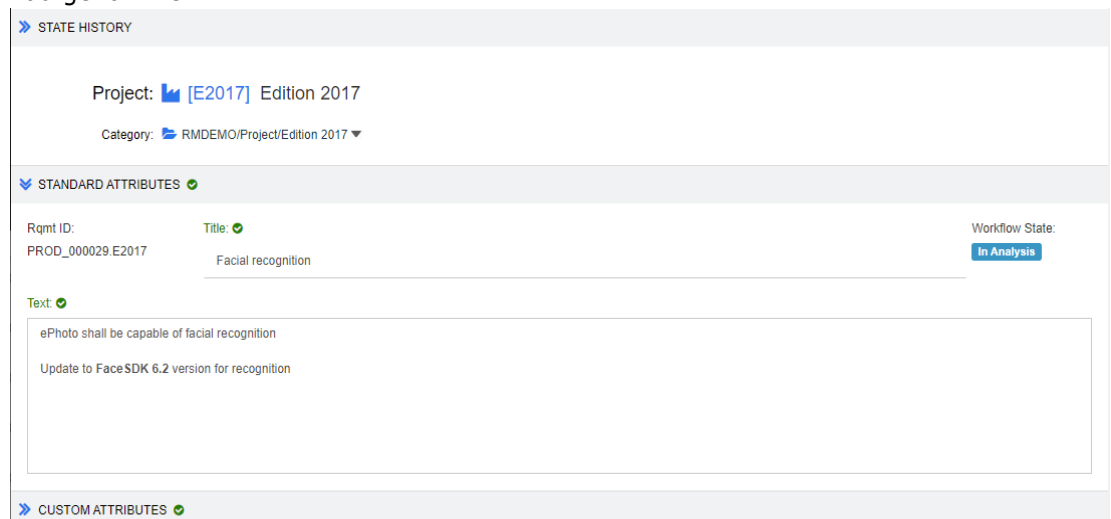 STATE HISTORY
Project: [E2017] Edition 2017
Category: RMDEMO/Project/Edition 2017
STANDARD ATTRIBUTES
Rqmt ID: Title: Workflow State:
PROD_000029.E2017 Facial recognition In Analysis
Text:
ePhoto shall be capable of facial recognition
Update to FaceSDK 6.2 version for recognition
CUSTOM ATTRIBUTES